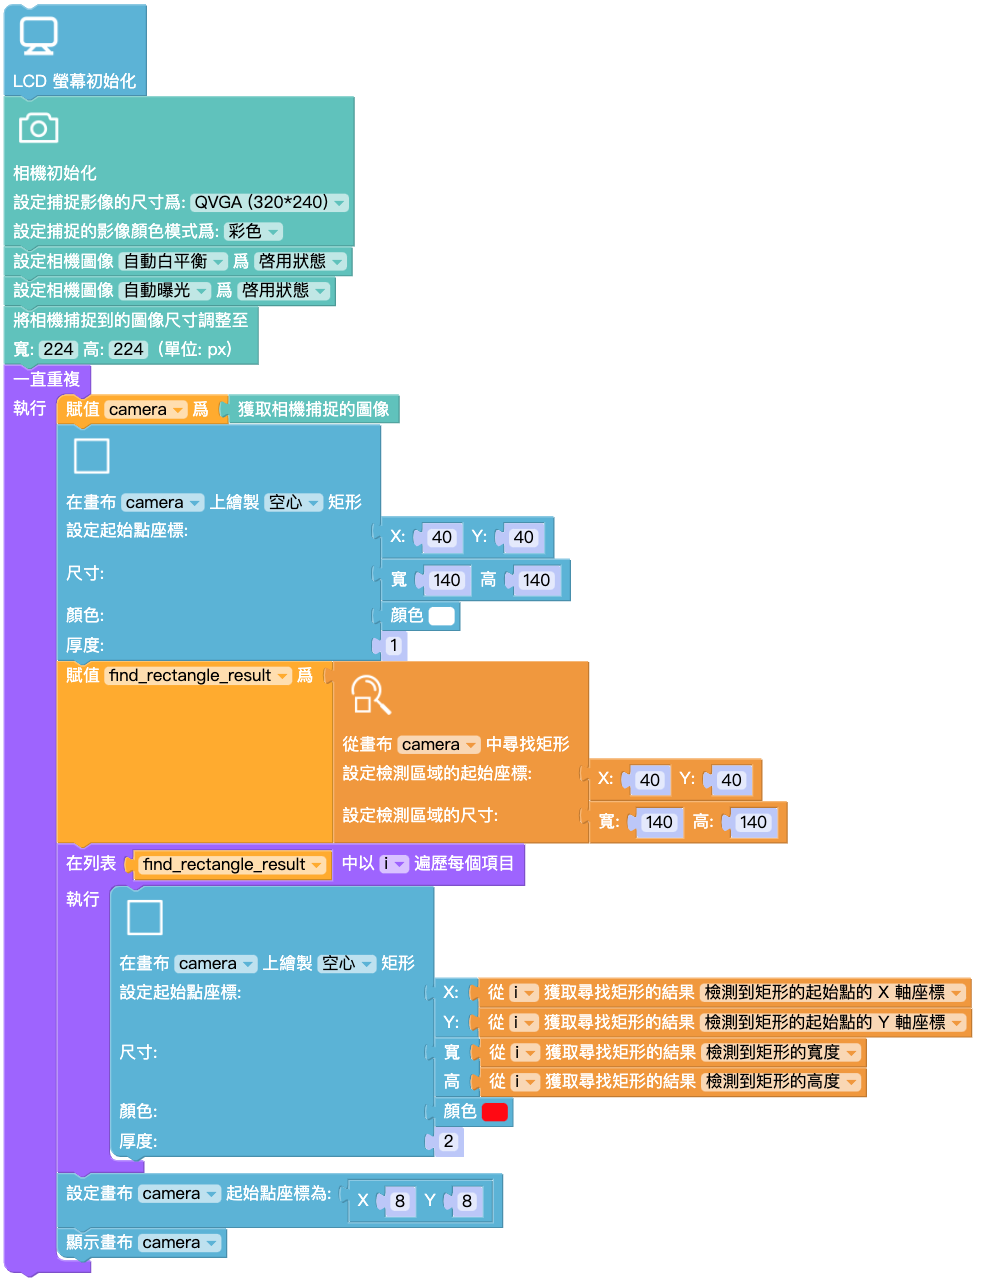 LCD 螢幕初始化
相機初始化
設定捕捉影像的尺寸爲: QVGA (320*240)
設定捕捉的影像顏色模式爲: 彩色
設定相機圖像 自動白平衡 爲 啓用狀態
設定相機圖像 自動曝光 爲 啓用狀態
將相機捕捉到的圖像尺寸調整至
寬: 224 高: 224 (單位: px)
一直重複
執行 賦值 camera 爲 獲取相機捕捉的圖像
在畫布 camera 上繪製 空心 矩形
設定起始點座標: X: 40 Y: 40
尺寸: 寬 140 高 140
顏色: 顏色
厚度: 1
賦值 find_rectangle_result 爲
從畫布 camera 中尋找矩形
設定檢測區域的起始座標: X: 40 Y: 40
設定檢測區域的尺寸: 寬: 140 高: 140
在列表 find_rectangle_result 中以 i 遍歷每個項目
執行
在畫布 camera 上繪製 空心 矩形
設定起始點座標: X: 從 i 獲取尋找矩形的結果 檢測到矩形的起始點的 X 軸座標
Y: 從 i 獲取尋找矩形的結果 檢測到矩形的起始點的 Y 軸座標
尺寸: 寬 從 i 獲取尋找矩形的結果 檢測到矩形的寬度
高 從 i 獲取尋找矩形的結果 檢測到矩形的高度
顏色: 顏色
厚度: 2
設定畫布 camera 起始點座標為: X 8 Y 8
顯示畫布 camera